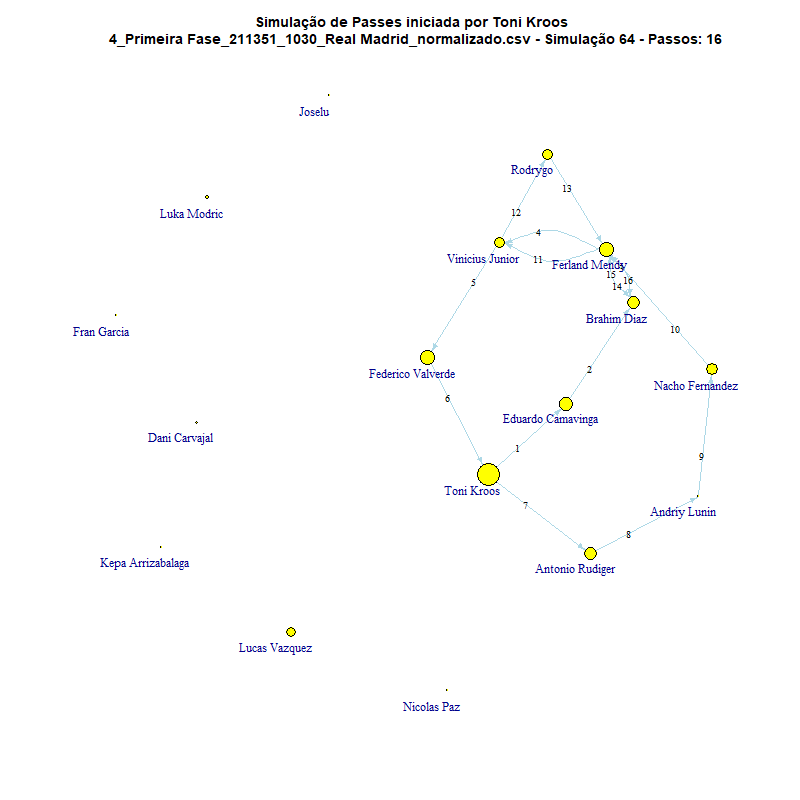 Simulação de Passes iniciada por Toni Kroos
4_Primeira Fase_211351_1030_Real Madrid_normalizado.csv - Simulação 64 - Passos: 16
Joselu
Rodrygo
13
Luka Modric
12
4
Vinicius Junior
11
Ferland Mendy
15
3
5
14
16
Fran Garcia
Brahim Diaz
10
Federico Valverde
2
Nacho Fernandez
6
Eduardo Camavinga
Dani Carvajal
1
9
Toni Kroos
7
Andriy Lunin
8
Kepa Arrizabalaga
Antonio Rudiger
Lucas Vazquez
Nicolas Paz